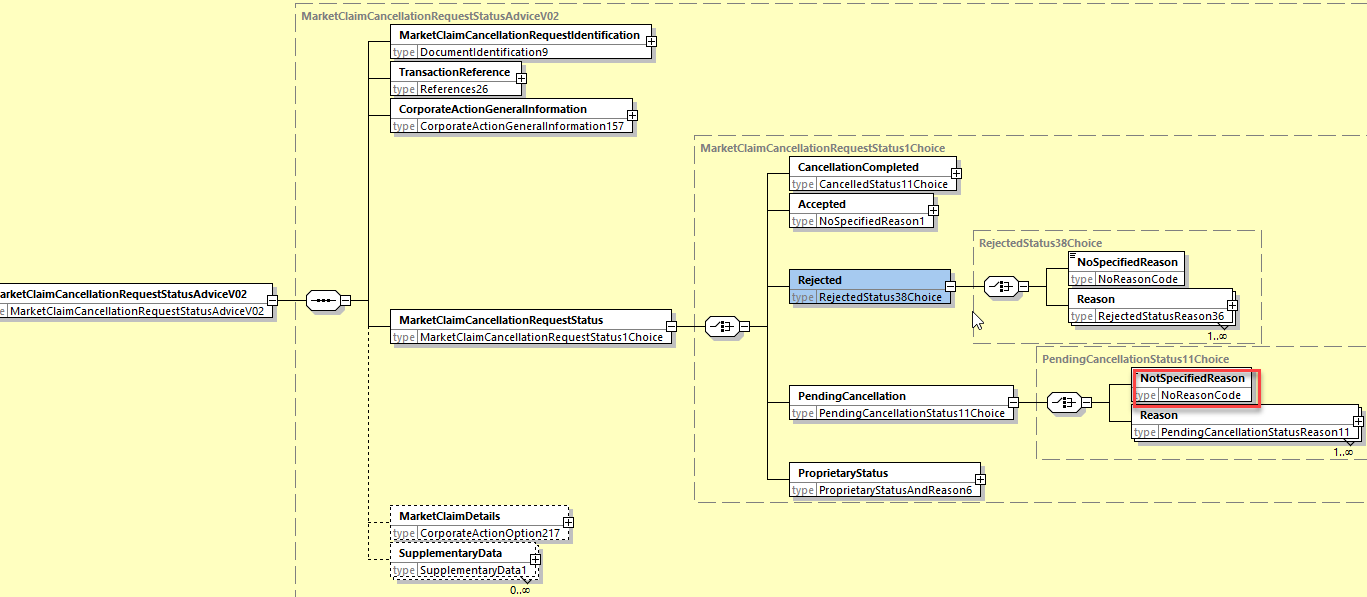 MarketClaimCancellationRequestStatusAdviceV02
MarketClaimCancellationRequestIdentification
type DocumentIdentification9
TransactionReference
type References26
CorporateActionGeneralInformation
type CorporateActionGeneralInformation157
MarketClaimCancellationRequestStatus1Choice
CancellationCompleted
type CancelledStatus11Choice
Accepted
type NoSpecifiedReason1
RejectedStatus38Choice
Rejected
type RejectedStatus38Choice
NoSpecifiedReason
type NoReasonCode
Reason
type RejectedStatusReason36
1..∞
arketClaimCancellationRequestStatusAdviceV02
e MarketClaimCancellationRequestStatusAdviceV02
MarketClaimCancellationRequestStatus
type MarketClaimCancellationRequestStatus1Choice
PendingCancellationStatus11Choice
PendingCancellation
type PendingCancellationStatus11Choice
NotSpecifiedReason
type NoReasonCode
Reason
type PendingCancellationStatusReason11
1..∞
ProprietaryStatus
type ProprietaryStatusAndReason6
MarketClaimDetails
type CorporateActionOption217
SupplementaryData
type SupplementaryData1
0..∞